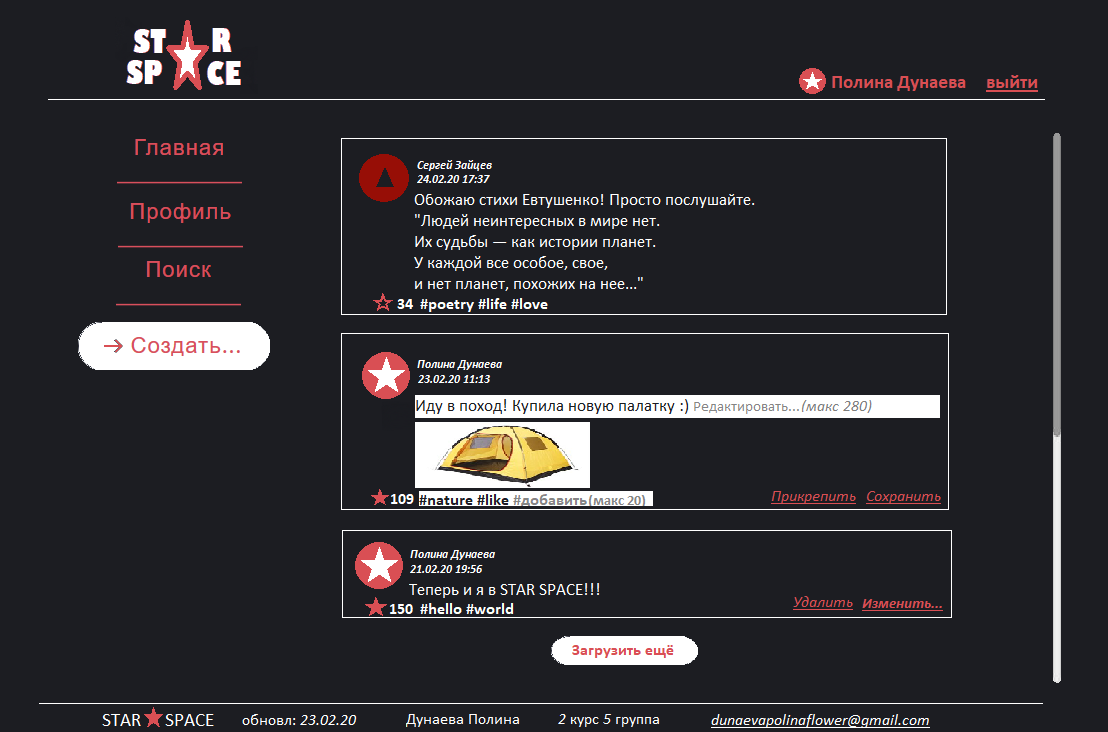 ST R
SP CE
Полина Дунаева выйти
Главная
Профиль
Поиск
→ Создать...
Сергей Зайцев
24.02.20 17:37
Обожаю стихи Евтушенко! Просто послушайте.
"Людей неинтересных в мире нет.
Их судьбы — как истории планет.
У каждой все особое, свое,
и нет планет, похожих на нее..."
34 #poetry #life #love
Полина Дунаева
23.02.20 11:13
Иду в поход! Купила новую палатку :) Редактировать...(макс 280)
109 #nature #like #добавить(макс 20)
Прикрепить Сохранить
Полина Дунаева
21.02.20 19:56
Теперь и я в STAR SPACE!!!
150 #hello #world
Удалить Изменить...
Загрузить ещё
STAR SPACE обновл: 23.02.20 Дунаева Полина 2 курс 5 группа dunaevapolinaflower@gmail.com